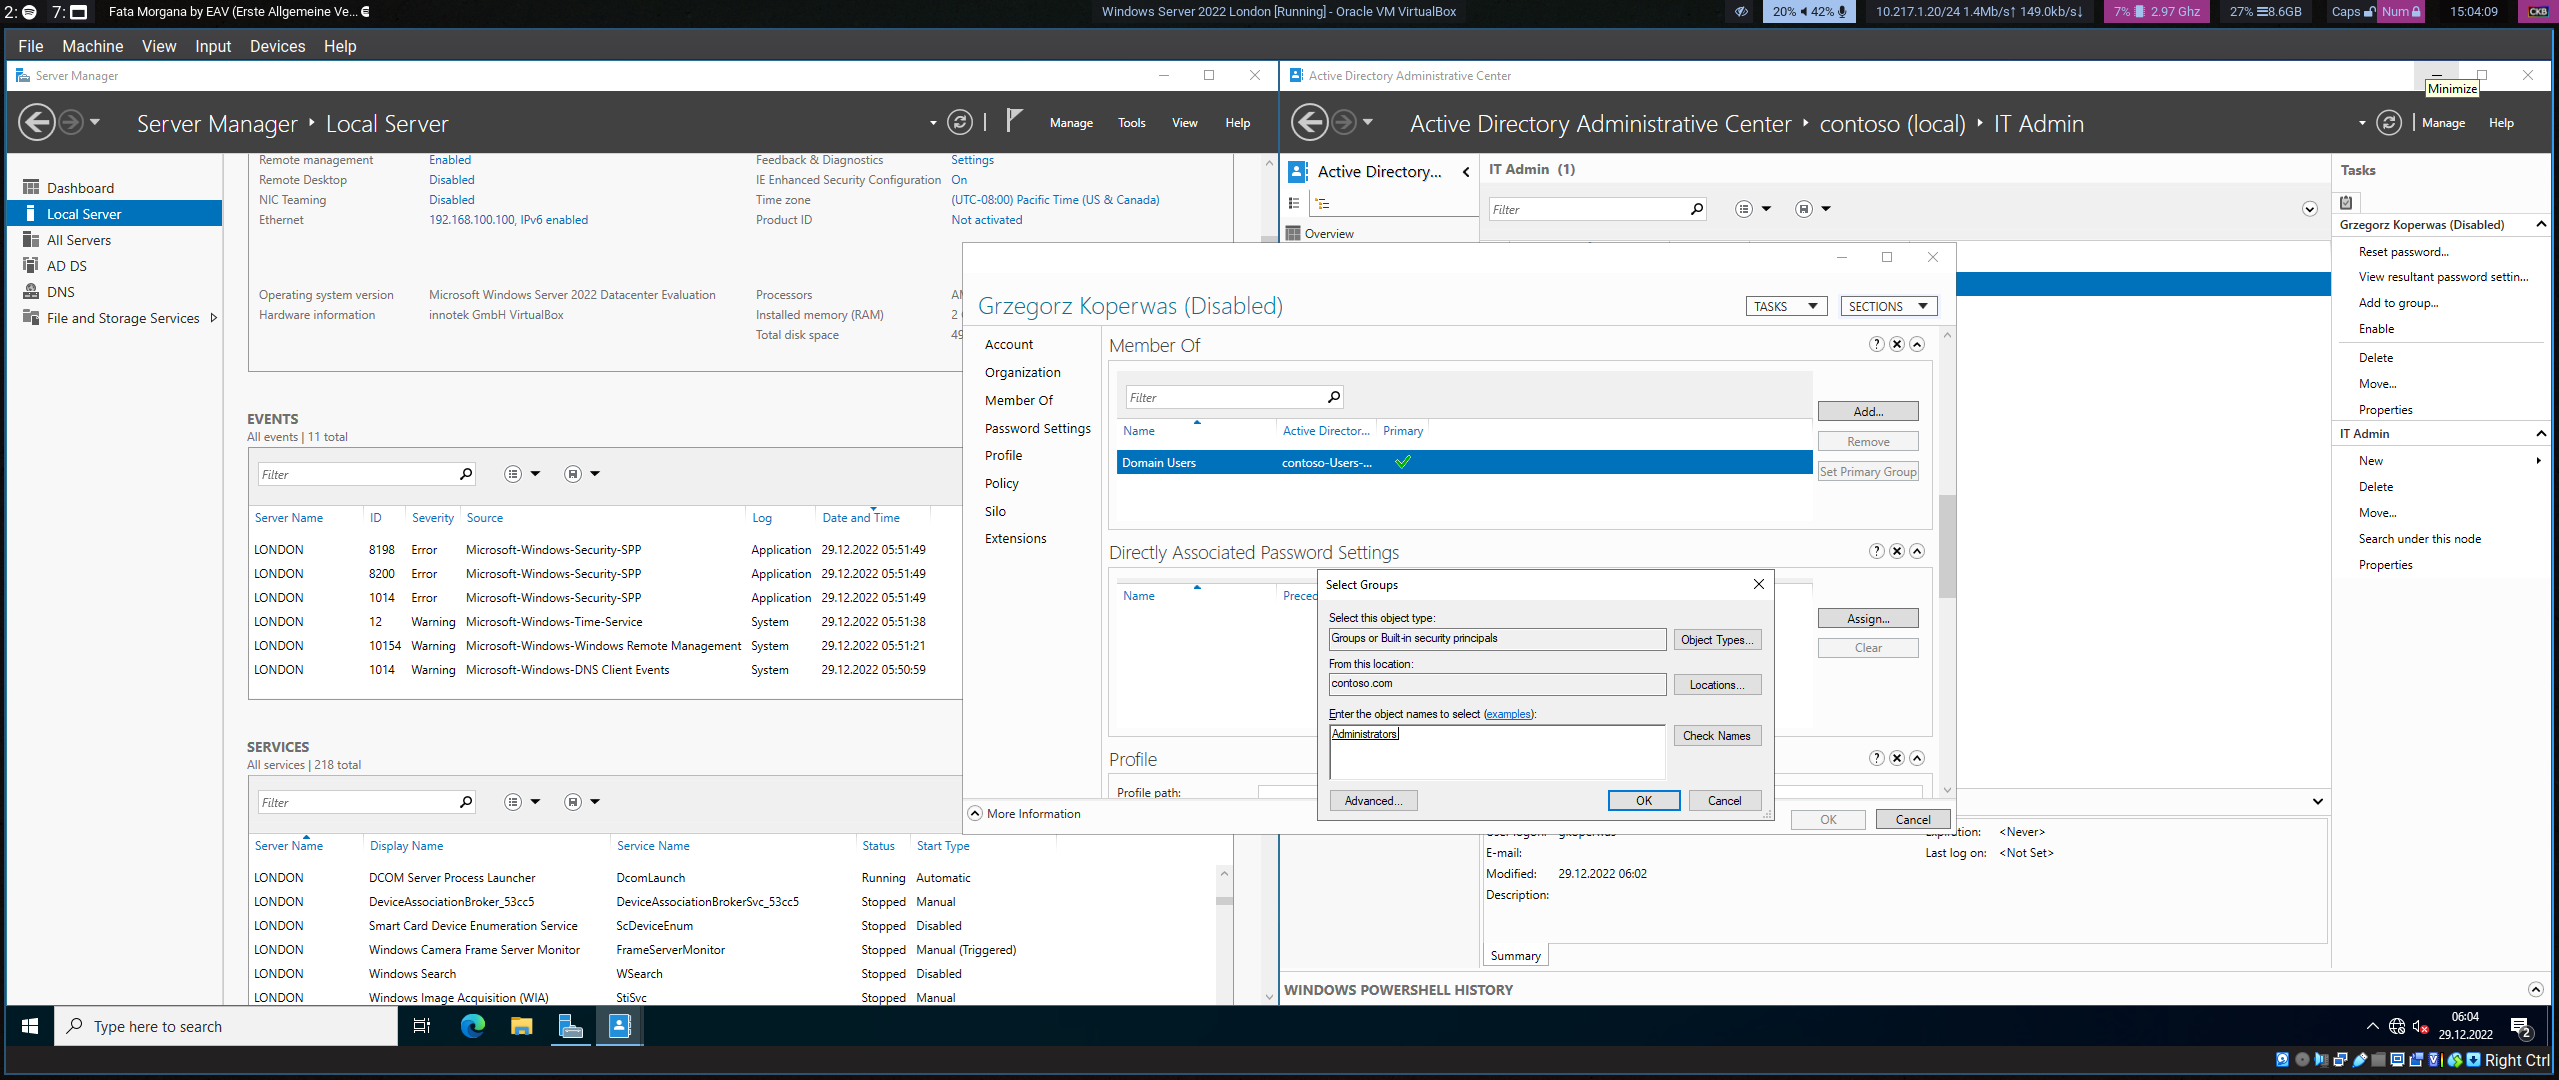 2: 7: Fata Morgana by EAV (Erste Allgemeine Ve...
Windows Server 2022 London [Running] - Oracle VM VirtualBox
20% 42% 10.217.1.20/24 1.4Mb/s↑ 149.0kb/s↓ 7% 2.97 Ghz 27% 8.6GB Caps Num 15:04:09 CKB
File Machine View Input Devices Help
Server Manager
Server Manager ‣ Local Server
Manage Tools View Help
Dashboard
Local Server
All Servers
AD DS
DNS
File and Storage Services
Remote management Enabled
Remote Desktop Disabled
NIC Teaming Disabled
Ethernet 192.168.100.100, IPv6 enabled
Feedback & Diagnostics Settings
IE Enhanced Security Configuration On
Time zone (UTC-08:00) Pacific Time (US & Canada)
Product ID Not activated
Operating system version Microsoft Windows Server 2022 Datacenter Evaluation
Hardware information innotek GmbH VirtualBox
Processors
Installed memory (RAM) 2
Total disk space 49
EVENTS
All events | 11 total
Filter
Server Name ID Severity Source Log Date and Time
LONDON 8198 Error Microsoft-Windows-Security-SPP Application 29.12.2022 05:51:49
LONDON 8200 Error Microsoft-Windows-Security-SPP Application 29.12.2022 05:51:49
LONDON 1014 Error Microsoft-Windows-Security-SPP Application 29.12.2022 05:51:49
LONDON 12 Warning Microsoft-Windows-Time-Service System 29.12.2022 05:51:38
LONDON 10154 Warning Microsoft-Windows-Windows Remote Management System 29.12.2022 05:51:21
LONDON 1014 Warning Microsoft-Windows-DNS Client Events System 29.12.2022 05:50:59
SERVICES
All services | 218 total
Filter
Server Name Display Name Service Name Status Start Type
LONDON DCOM Server Process Launcher DcomLaunch Running Automatic
LONDON DeviceAssociationBroker_53cc5 DeviceAssociationBrokerSvc_53cc5 Stopped Manual
LONDON Smart Card Device Enumeration Service ScDeviceEnum Stopped Disabled
LONDON Windows Camera Frame Server Monitor FrameServerMonitor Stopped Manual (Triggered)
LONDON Windows Search WSearch Stopped Disabled
LONDON Windows Image Acquisition (WIA) StiSvc Stopped Manual
Active Directory Administrative Center
Minimize
Active Directory Administrative Center ‣ contoso (local) ‣ IT Admin
Manage Help
Active Directory...
Overview
IT Admin (1)
Filter
Tasks
Grzegorz Koperwas (Disabled)
Reset password...
View resultant password settin...
Add to group...
Enable
Delete
Move...
Properties
IT Admin
New
Delete
Move...
Search under this node
Properties
Grzegorz Koperwas (Disabled)
TASKS SECTIONS
Account
Organization
Member Of
Password Settings
Profile
Policy
Silo
Extensions
Member Of
Filter
Name Active Director... Primary
Domain Users contoso-Users-...
Add...
Remove
Set Primary Group
Directly Associated Password Settings
Name Preced
Assign...
Clear
Profile
Profile path:
More Information
OK Cancel
Select Groups
Select this object type:
Groups or Built-in security principals
Object Types...
From this location:
contoso.com
Locations...
Enter the object names to select (examples):
Administrators
Check Names
Advanced... OK Cancel
Expiration: <Never>
E-mail:
Last log on: <Not Set>
Modified: 29.12.2022 06:02
Description:
Summary
WINDOWS POWERSHELL HISTORY
Type here to search
06:04
29.12.2022
2
Right Ctrl